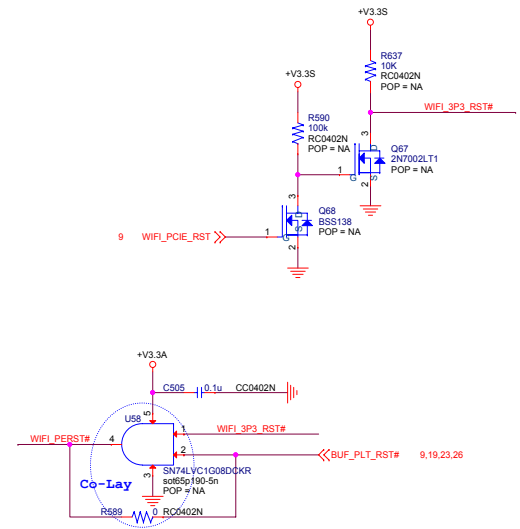 +V3.3S
R637
10K
RC0402N
POP = NA
+V3.3S
WIFI_3P3_RST#
R590
100k
RC0402N
POP = NA
3
D
Q67
2N7002LT1
POP = NA
1
G
S
2
3
D
Q68
BSS138
POP = NA
9 WIFI_PCIE_RST
1
G
S
2
+V3.3A
C505 0.1u CC0402N
U58
5
WIFI_PERST# 4
1 WIFI_3P3_RST#
2 BUF_PLT_RST# 9,19,23,26
3
SN74LVC1G08DCKR
sot65p190-5n
POP = NA
Co-Lay
R589 0 RC0402N